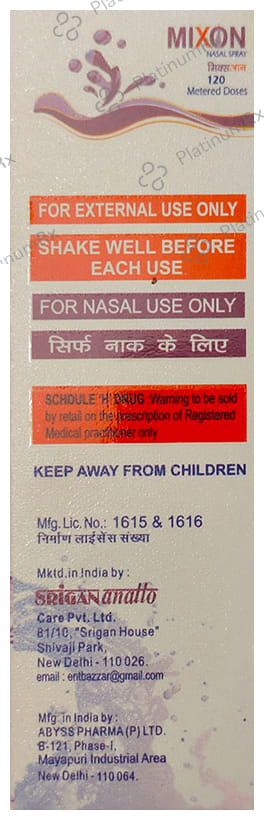 MIXON
NASAL SPRAY
मिक्सऑन
120
Metered Doses
FOR EXTERNAL USE ONLY
SHAKE WELL BEFORE
EACH USE
FOR NASAL USE ONLY
सिर्फ नाक के लिए
SCHDULE 'H' DRUG Warning to be sold
by retail on the prescription of Registered
Medical practitioner only
KEEP AWAY FROM CHILDREN
Mfg. Lic. No.: 1615 & 1616
निर्माण लाईसेंस संख्या
Mktd.in India by :
SRIGANanatto
Care Pvt. Ltd.
81/10, "Srigan House"
Shivaji Park,
New Delhi - 110 026.
email : entbazzar@gmail.com
Mfg. in India by :
ABYSS PHARMA (P) LTD.
B-121, Phase-I,
Mayapuri Industrial Area
New Delhi - 110 064.